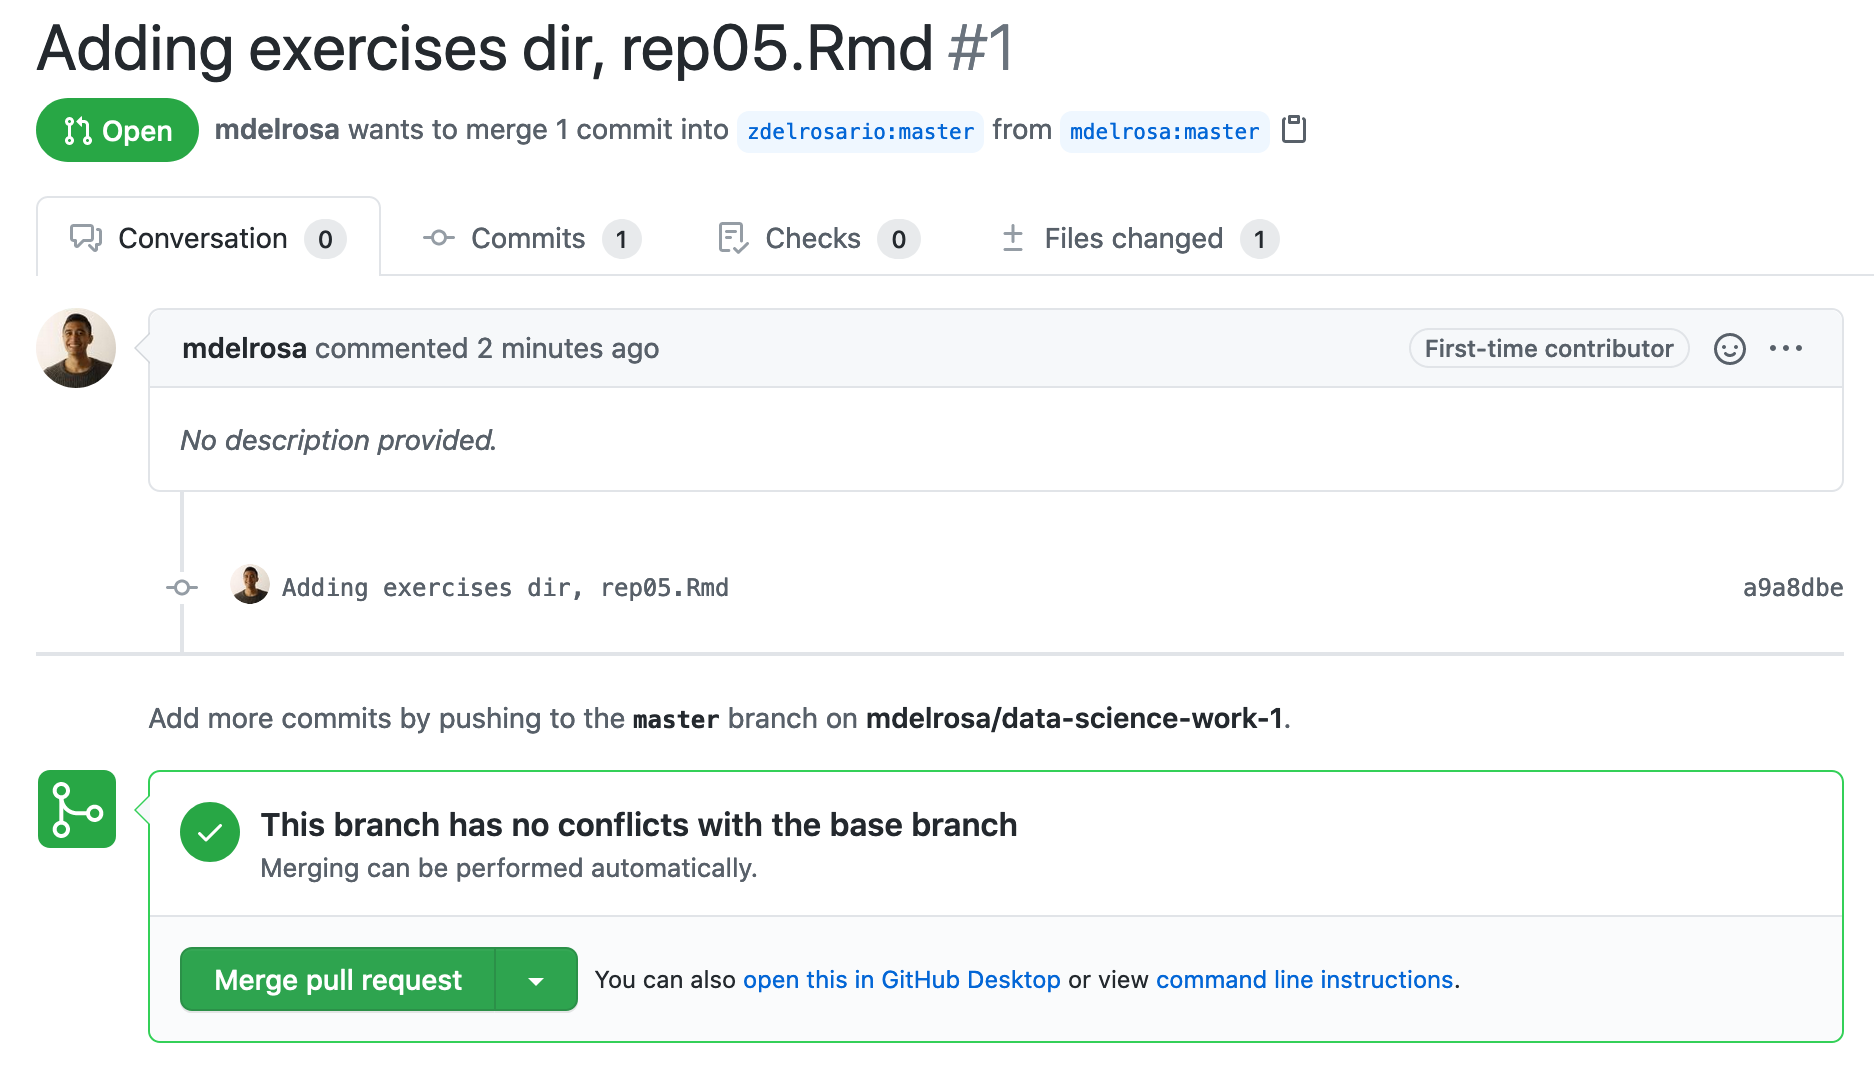 Adding exercises dir, rep05.Rmd #1
Open mdelrosa wants to merge 1 commit into zdelrosario:master from mdelrosa:master
Conversation 0 Commits 1 Checks 0 Files changed 1
mdelrosa commented 2 minutes ago First-time contributor
No description provided.
Adding exercises dir, rep05.Rmd a9a8dbe
Add more commits by pushing to the master branch on mdelrosa/data-science-work-1.
This branch has no conflicts with the base branch
Merging can be performed automatically.
Merge pull request You can also open this in GitHub Desktop or view command line instructions.